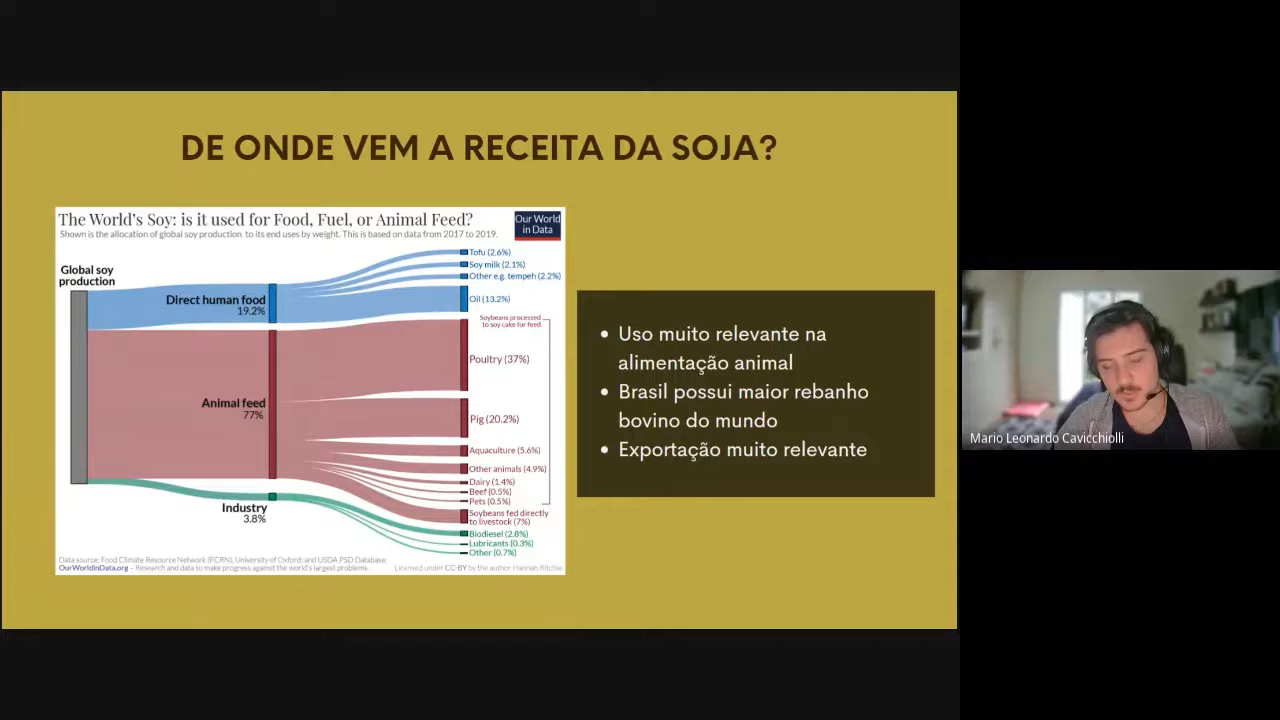 DE ONDE VEM A RECEITA DA SOJA?
The World's Soy: is it used for Food, Fuel, or Animal Feed?
Shown is the allocation of global soy production to its end uses by weight. This is based on data from 2017 to 2019.
Our World
in Data
Global soy
production
Direct human food
19.2%
Animal feed
77%
Industry
3.8%
Tofu (2.6%)
Soy milk (2.1%)
Other e.g. tempeh (2.2%)
Oil (13.2%)
Soybeans processed
to soy cake for feed
Poultry (37%)
Pig (20.2%)
Aquaculture (5.6%)
Other animals (4.9%)
Dairy (1.4%)
Beef (0.5%)
Pets (0.5%)
Soybeans fed directly
to livestock (7%)
Biodiesel (2.8%)
Lubricants (0.3%)
Other (0.7%)
Data source: Food Climate Resource Network (FCRN), University of Oxford; and USDA PSD Database.
OurWorldinData.org – Research and data to make progress against the world's largest problems.
Licensed under CC-BY by the author Hannah Ritchie.
• Uso muito relevante na
alimentação animal
• Brasil possui maior rebanho
bovino do mundo
• Exportação muito relevante
Mario Leonardo Cavicchiolli